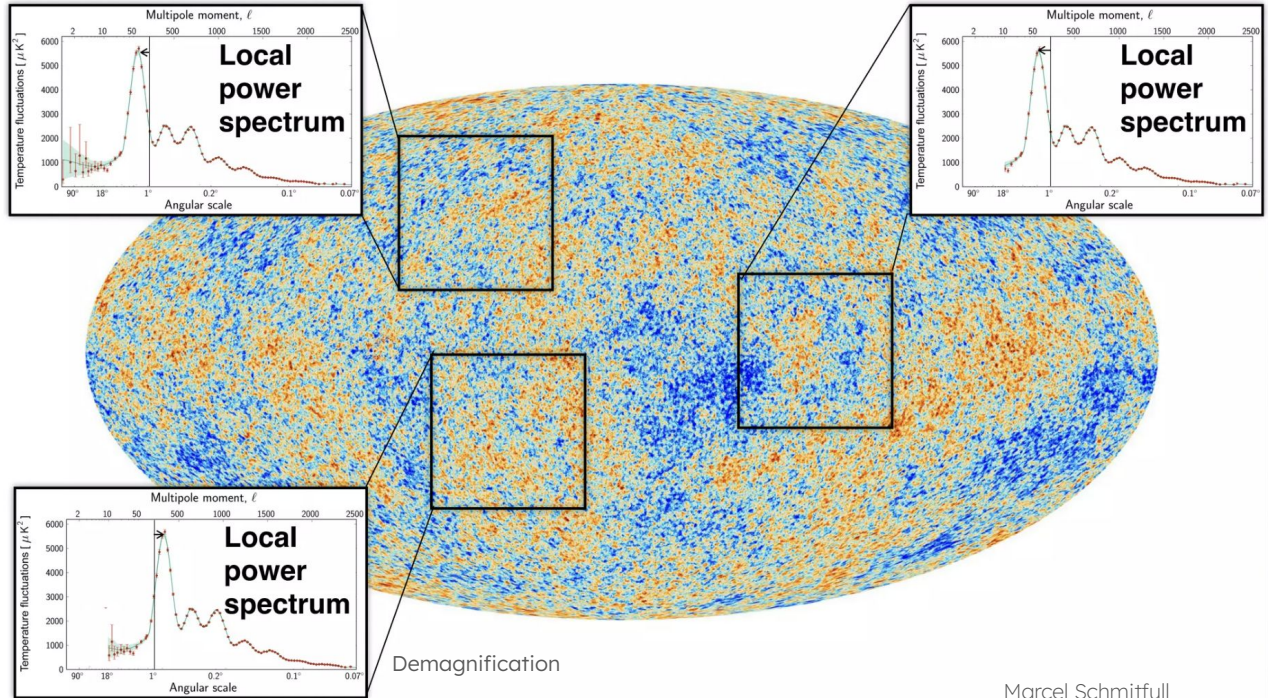 Multipole moment, ℓ
2 10 50 500 1000 1500 2000 2500
Temperature fluctuations [ μ K² ]
6000
5000
4000
3000
2000
1000
0
Local
power
spectrum
90° 18° 1° 0.2° 0.1° 0.07°
Angular scale
Multipole moment, ℓ
2 10 50 500 1000 1500 2000 2500
Temperature fluctuations [ μ K² ]
6000
5000
4000
3000
2000
1000
0
Local
power
spectrum
90° 18° 1° 0.2° 0.1° 0.07°
Angular scale
Multipole moment, ℓ
2 10 50 500 1000 1500 2000 2500
Temperature fluctuations [ μ K² ]
6000
5000
4000
3000
2000
1000
0
Local
power
spectrum
90° 18° 1° 0.2° 0.1° 0.07°
Angular scale
Demagnification
Marcel Schmitfull